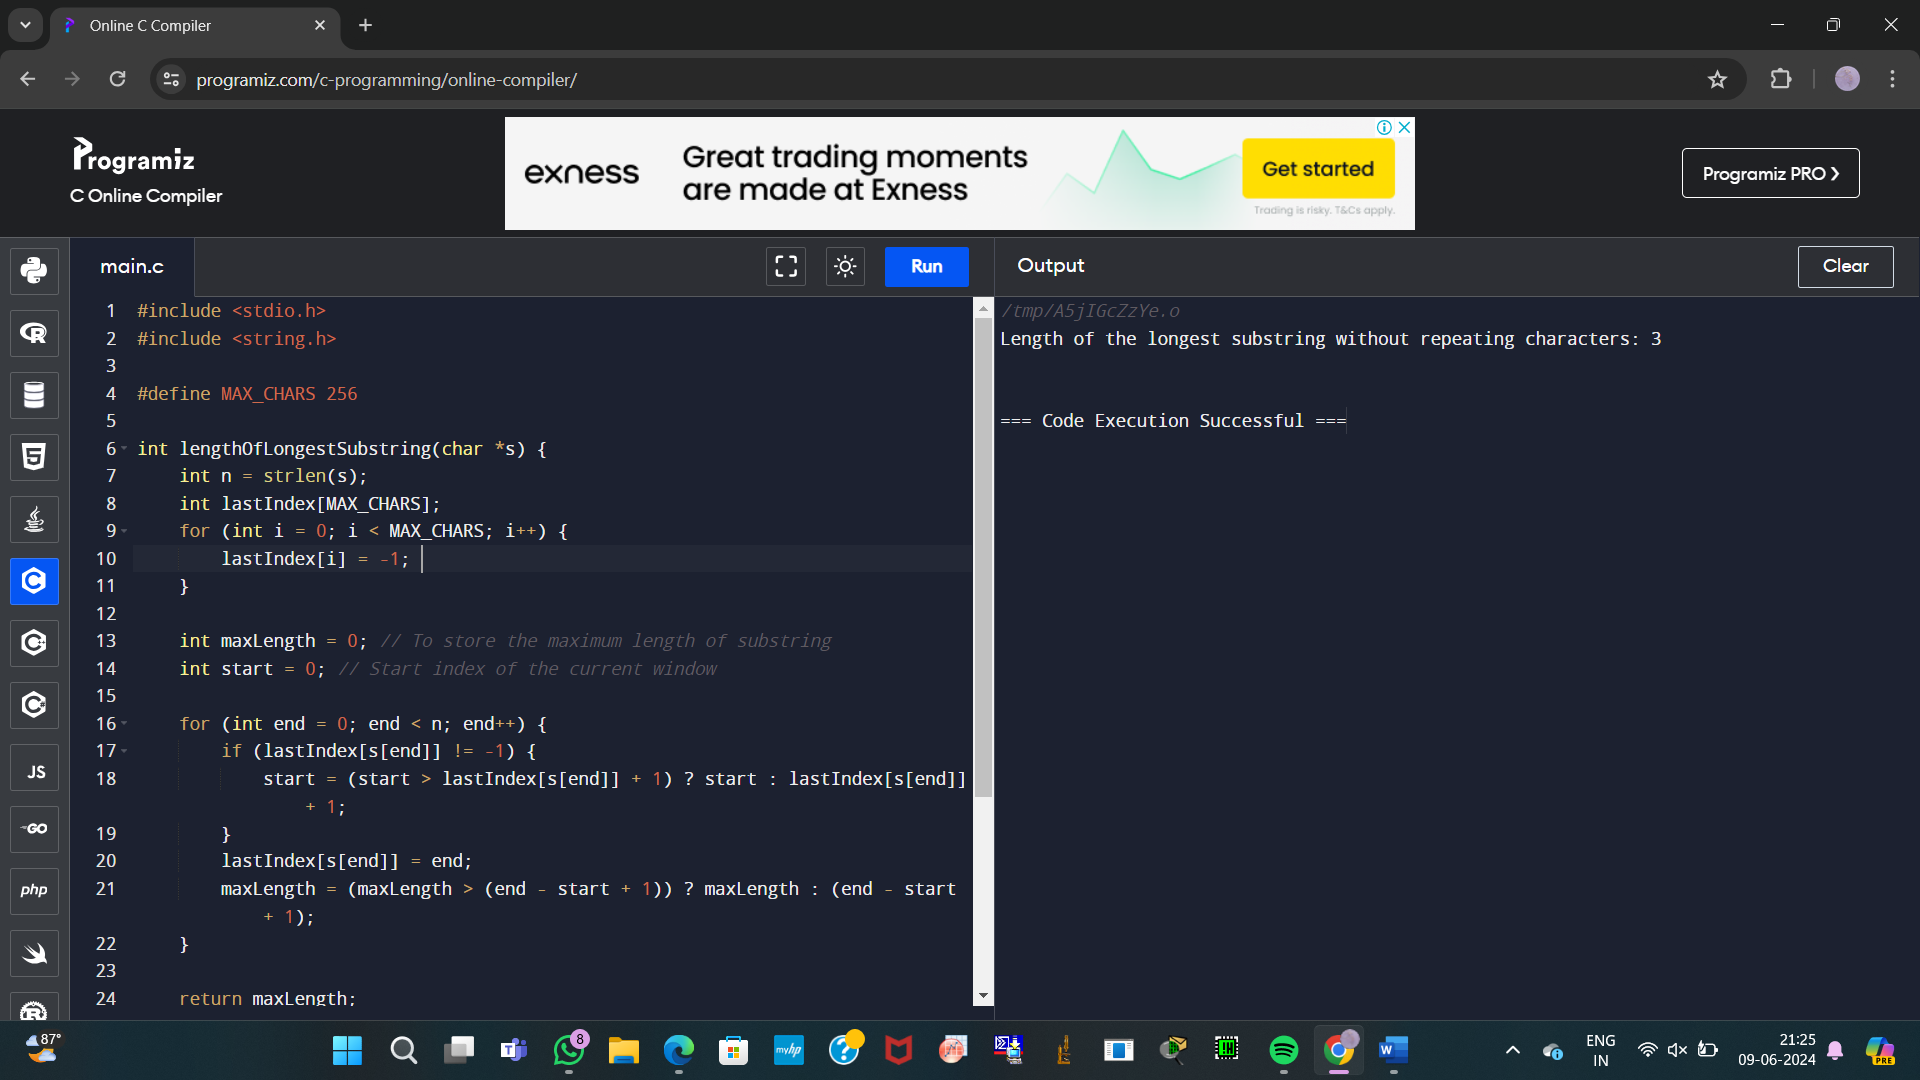 Online C Compiler
programiz.com/c-programming/online-compiler/
Programiz
C Online Compiler
exness
Great trading moments
are made at Exness
Get started
Trading is risky. T&Cs apply.
Programiz PRO ❯
main.c
Run
Output
Clear
1 #include <stdio.h>
2 #include <string.h>
3
4 #define MAX_CHARS 256
5
6 int lengthOfLongestSubstring(char *s) {
7 int n = strlen(s);
8 int lastIndex[MAX_CHARS];
9 for (int i = 0; i < MAX_CHARS; i++) {
10 lastIndex[i] = -1;
11 }
12
13 int maxLength = 0; // To store the maximum length of substring
14 int start = 0; // Start index of the current window
15
16 for (int end = 0; end < n; end++) {
17 if (lastIndex[s[end]] != -1) {
18 start = (start > lastIndex[s[end]] + 1) ? start : lastIndex[s[end]]
+ 1;
19 }
20 lastIndex[s[end]] = end;
21 maxLength = (maxLength > (end - start + 1)) ? maxLength : (end - start
+ 1);
22 }
23
24 return maxLength;
/tmp/A5jIGcZzYe.o
Length of the longest substring without repeating characters: 3
=== Code Execution Successful ===
JS
GO
php
87°
8
myhp
W
ENG
IN
21:25
09-06-2024
PRE